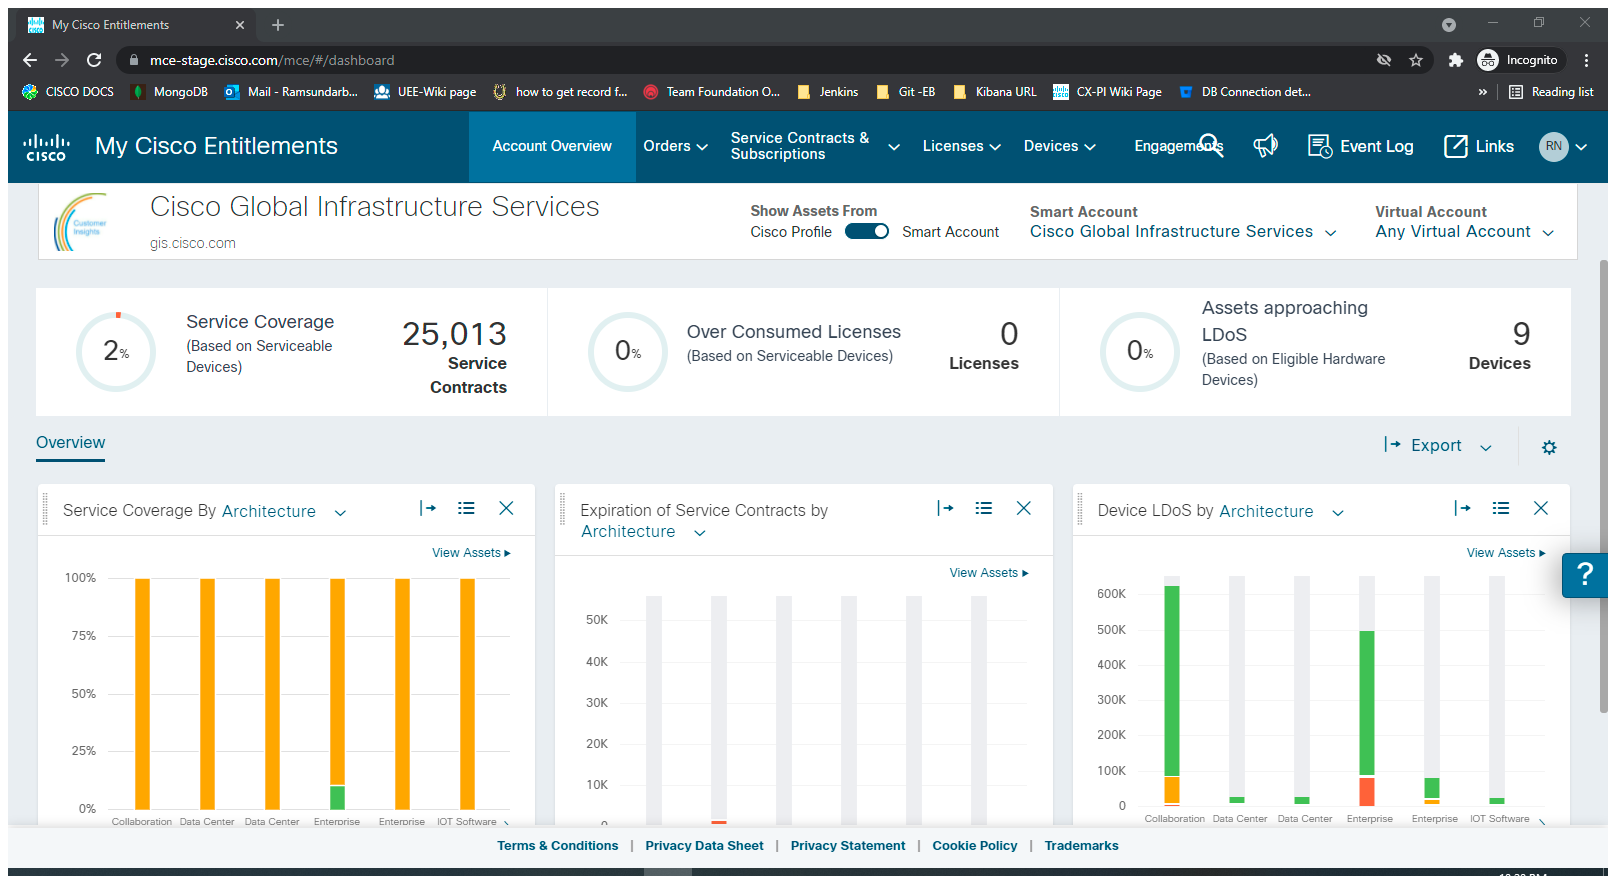 My Cisco Entitlements
mce-stage.cisco.com/mce/#/dashboard
Incognito
CISCO DOCS MongoDB Mail - Ramsundarb... UEE-Wiki page how to get record f... Team Foundation O... Jenkins Git -EB Kibana URL CX-PI Wiki Page DB Connection det... » Reading list
CISCO
My Cisco Entitlements
Account Overview
Orders
Service Contracts &
Subscriptions
Licenses
Devices
Engagements
Event Log
Links
RN
Customer
Insights
Cisco Global Infrastructure Services
gis.cisco.com
Show Assets From
Cisco Profile Smart Account
Smart Account
Cisco Global Infrastructure Services
Virtual Account
Any Virtual Account
2%
Service Coverage
(Based on Serviceable
Devices)
25,013
Service
Contracts
0%
Over Consumed Licenses
(Based on Serviceable Devices)
0
Licenses
0%
Assets approaching
LDoS
(Based on Eligible Hardware
Devices)
9
Devices
Overview
Export
Service Coverage By Architecture
View Assets
100%
75%
50%
25%
0%
Collaboration Data Center Data Center Enterprise Enterprise IOT Software
Expiration of Service Contracts by
Architecture
View Assets
50K
40K
30K
20K
10K
0
Device LDoS by Architecture
View Assets
600K
500K
400K
300K
200K
100K
0
Collaboration Data Center Data Center Enterprise Enterprise IOT Software
?
Terms & Conditions | Privacy Data Sheet | Privacy Statement | Cookie Policy | Trademarks